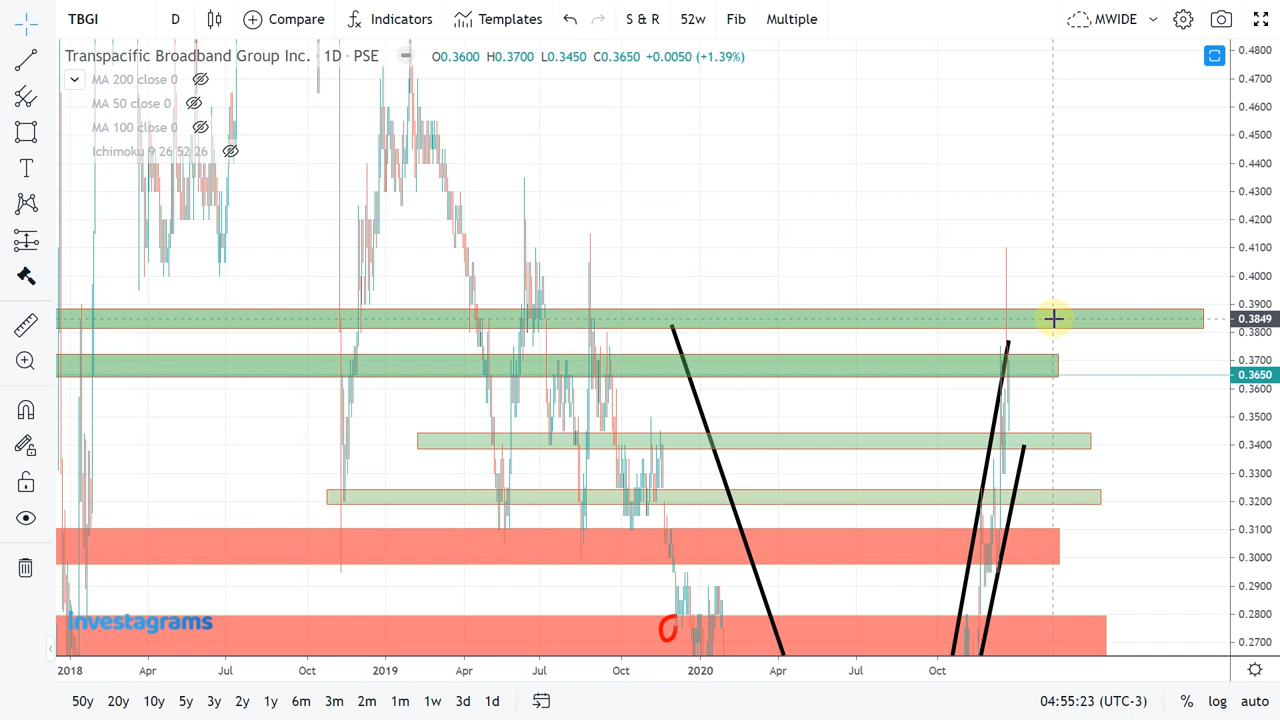 TBGI D Compare Indicators Templates S & R 52w Fib Multiple MWIDE
Transpacific Broadband Group Inc. · 1D · PSE O0.3600 H0.3700 L0.3450 C0.3650 +0.0050 (+1.39%)
MA 200 close 0
MA 50 close 0
MA 100 close 0
Ichimoku 9 26 52 26
0.4800
0.4700
0.4600
0.4500
0.4400
0.4300
0.4200
0.4100
0.4000
0.3900
0.3849
0.3800
0.3700
0.3650
0.3600
0.3500
0.3400
0.3300
0.3200
0.3100
0.3000
0.2900
0.2800
0.2700
investagrams
2018 Apr Jul Oct 2019 Apr Jul Oct 2020 Apr Jul Oct
50y 20y 10y 5y 3y 2y 1y 6m 3m 2m 1m 1w 3d 1d 04:55:23 (UTC-3) % log auto